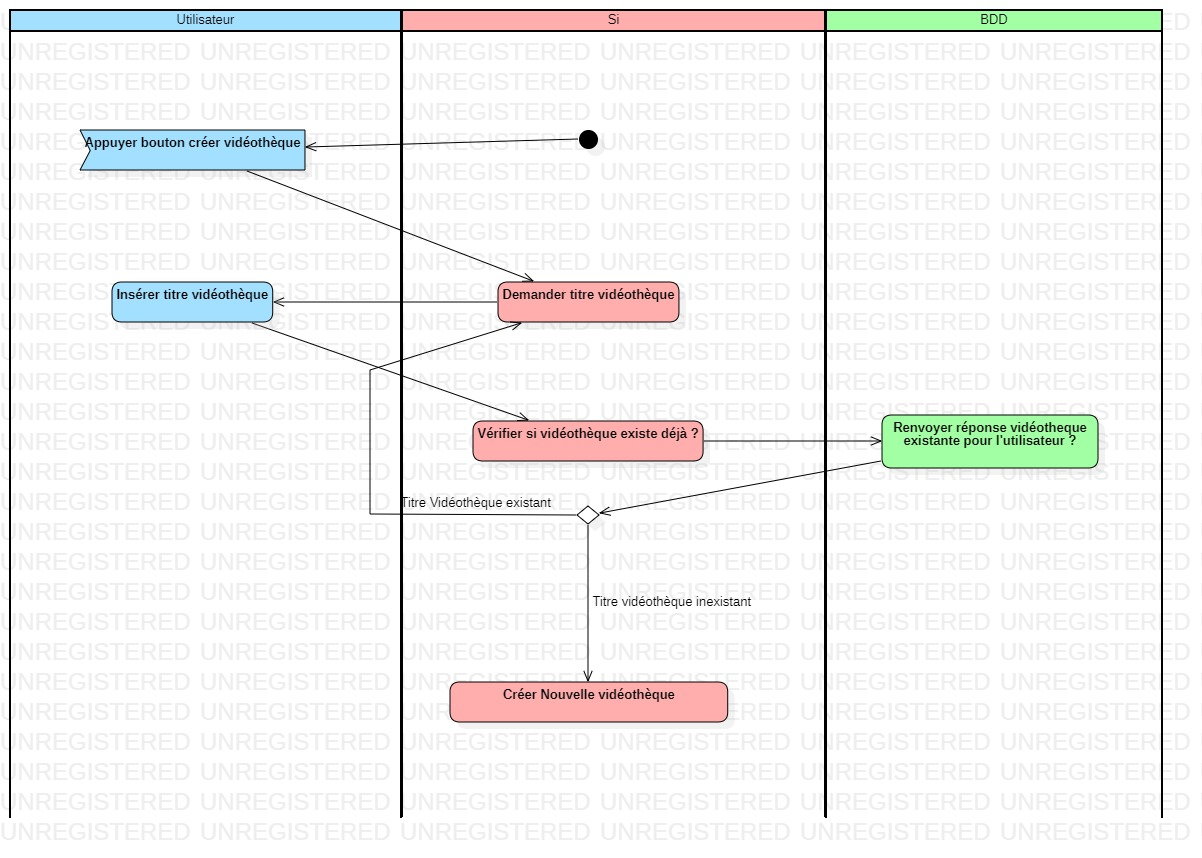 Utilisateur
Si
BDD
Appuyer bouton créer vidéothèque
Insérer titre vidéothèque
Demander titre vidéothèque
Vérifier si vidéothèque existe déjà ?
Renvoyer réponse vidéotheque
existante pour l'utilisateur ?
Titre Vidéothèque existant
Titre vidéothèque inexistant
Créer Nouvelle vidéothèque
UNREGISTERED